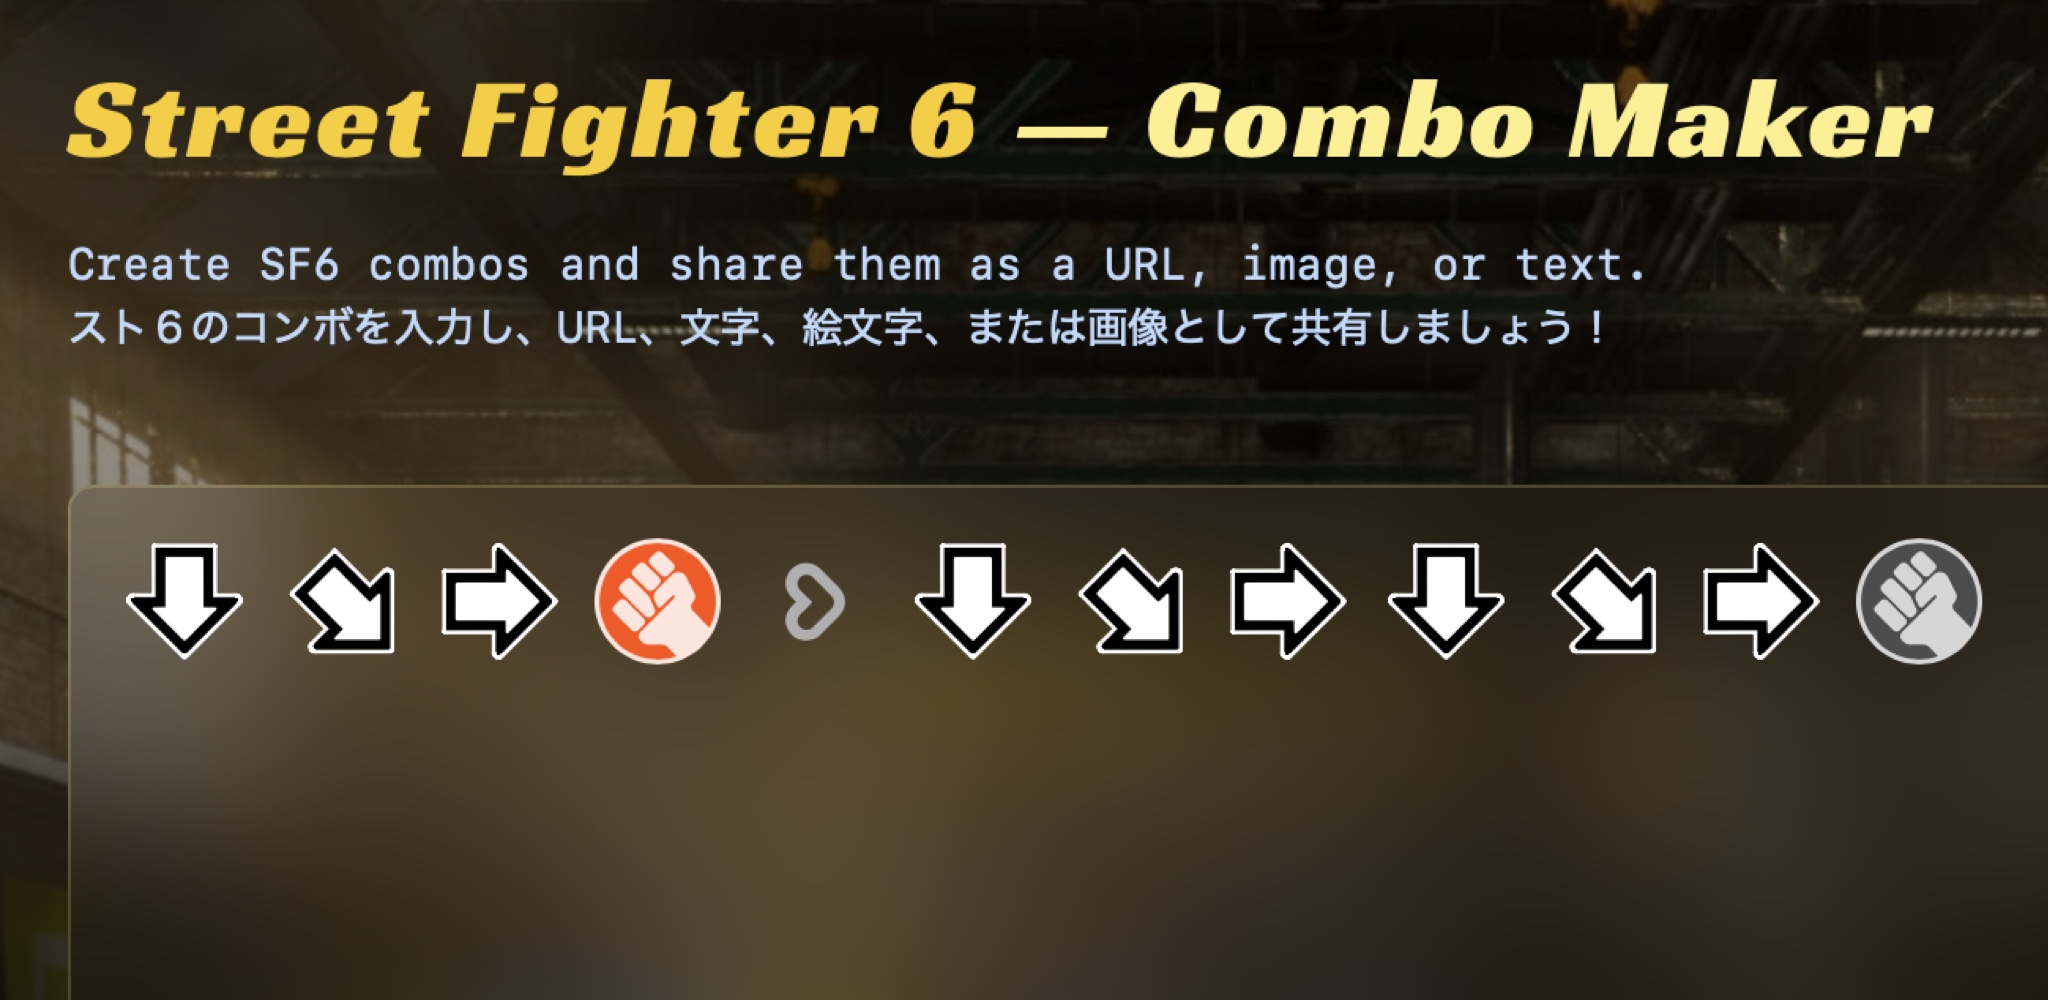 Street Fighter 6 — Combo Maker
Create SF6 combos and share them as a URL, image, or text.
スト６のコンボを入力し、URL、文字、絵文字、または画像として共有しましょう！